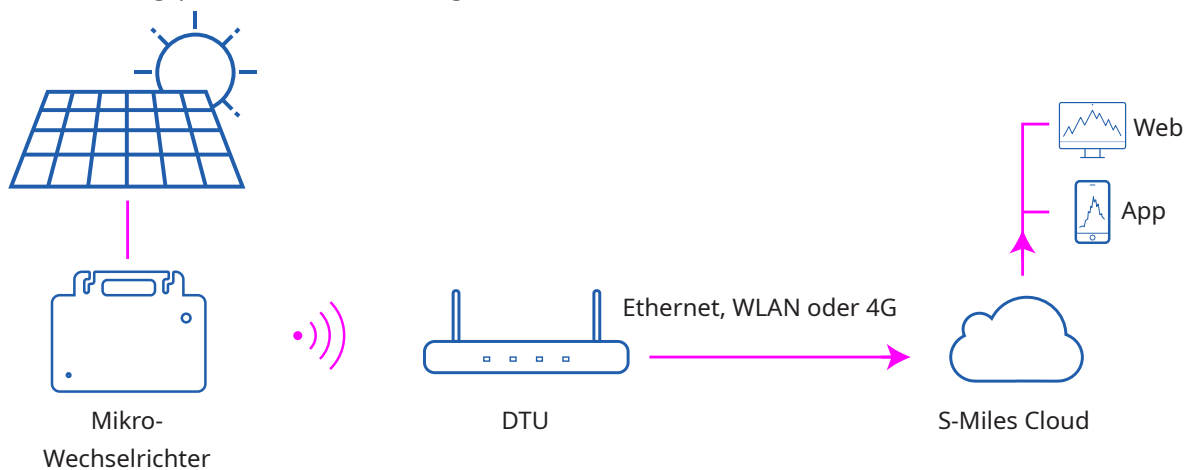 Web
App
Ethernet, WLAN oder 4G
Mikro-
Wechselrichter
DTU
S-Miles Cloud